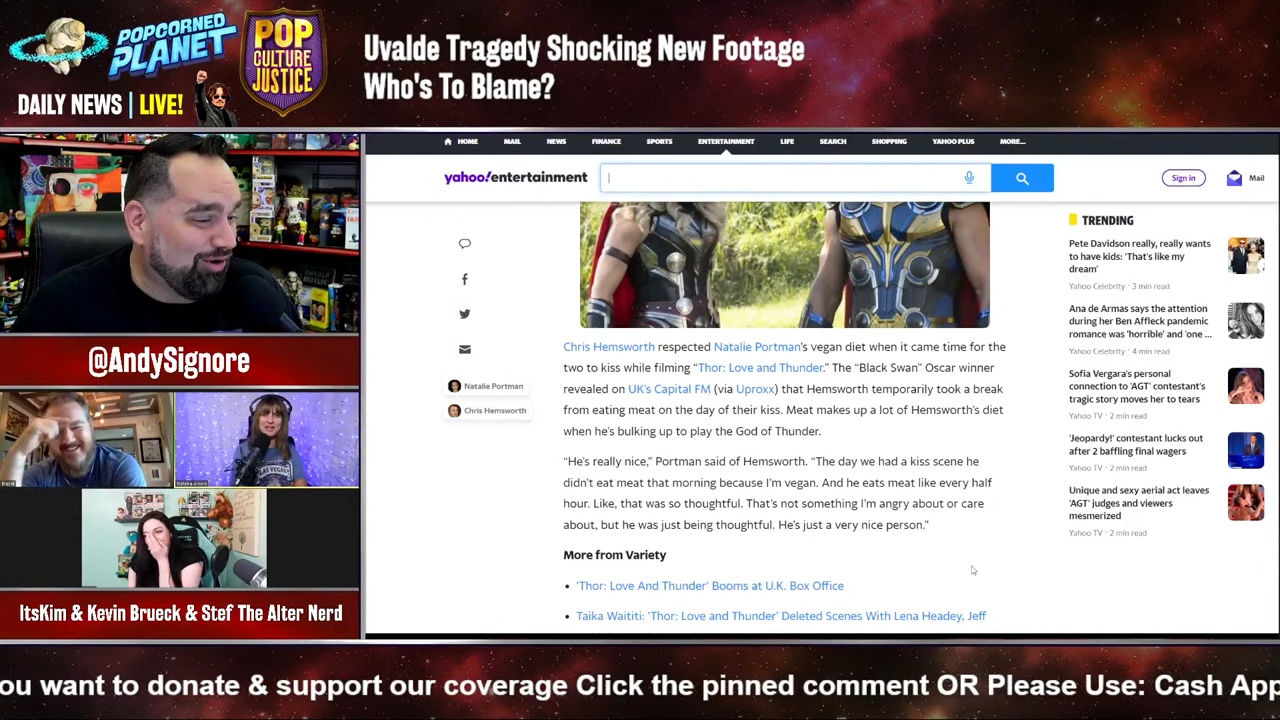 POPCORNED
PLANET
POP
CULTURE
JUSTICE
DAILY NEWS | LIVE!
Uvalde Tragedy Shocking New Footage
Who's To Blame?
@AndySignore
LAS VEGAS
ItsKim & Kevin Brueck & Stef The Alter Nerd
HOME
MAIL
NEWS
FINANCE
SPORTS
ENTERTAINMENT
LIFE
SEARCH
SHOPPING
YAHOO PLUS
MORE...
yahoo!entertainment
Sign in
Mail
Natalie Portman
Chris Hemsworth
Chris Hemsworth respected Natalie Portman's vegan diet when it came time for the
two to kiss while filming “Thor: Love and Thunder.” The “Black Swan” Oscar winner
revealed on UK's Capital FM (via Uproxx) that Hemsworth temporarily took a break
from eating meat on the day of their kiss. Meat makes up a lot of Hemsworth's diet
when he's bulking up to play the God of Thunder.
“He's really nice,” Portman said of Hemsworth. “The day we had a kiss scene he
didn't eat meat that morning because I'm vegan. And he eats meat like every half
hour. Like, that was so thoughtful. That's not something I'm angry about or care
about, but he was just being thoughtful. He's just a very nice person.”
More from Variety
• 'Thor: Love And Thunder' Booms at U.K. Box Office
• Taika Waititi: 'Thor: Love and Thunder' Deleted Scenes With Lena Headey, Jeff
TRENDING
Pete Davidson really, really wants
to have kids: 'That's like my
dream'
Yahoo Celebrity · 3 min read
Ana de Armas says the attention
during her Ben Affleck pandemic
romance was 'horrible' and 'one ...
Yahoo Celebrity · 4 min read
Sofia Vergara's personal
connection to 'AGT' contestant's
tragic story moves her to tears
Yahoo TV · 2 min read
'Jeopardy!' contestant lucks out
after 2 baffling final wagers
Yahoo TV · 2 min read
Unique and sexy aerial act leaves
'AGT' judges and viewers
mesmerized
Yahoo TV · 2 min read
ou want to donate & support our coverage Click the pinned comment OR Please Use: Cash App